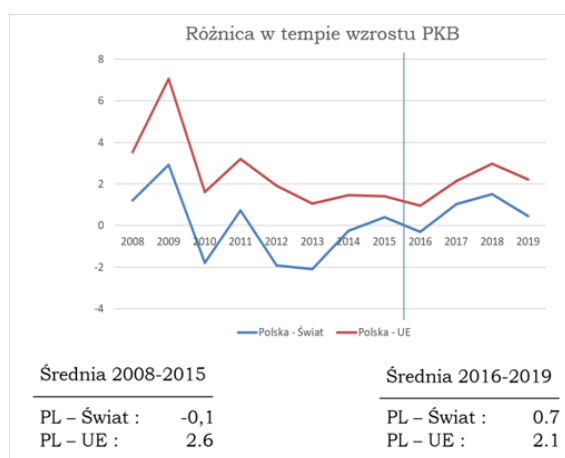 Różnica w tempie wzrostu PKB
8
6
4
2
0
-2
-4
2008 2009 2010 2011 2012 2013 2014 2015 2016 2017 2018 2019
Polska - Świat Polska - UE
Średnia 2008-2015
PL – Świat : -0,1
PL – UE : 2.6
Średnia 2016-2019
PL – Świat : 0.7
PL – UE : 2.1